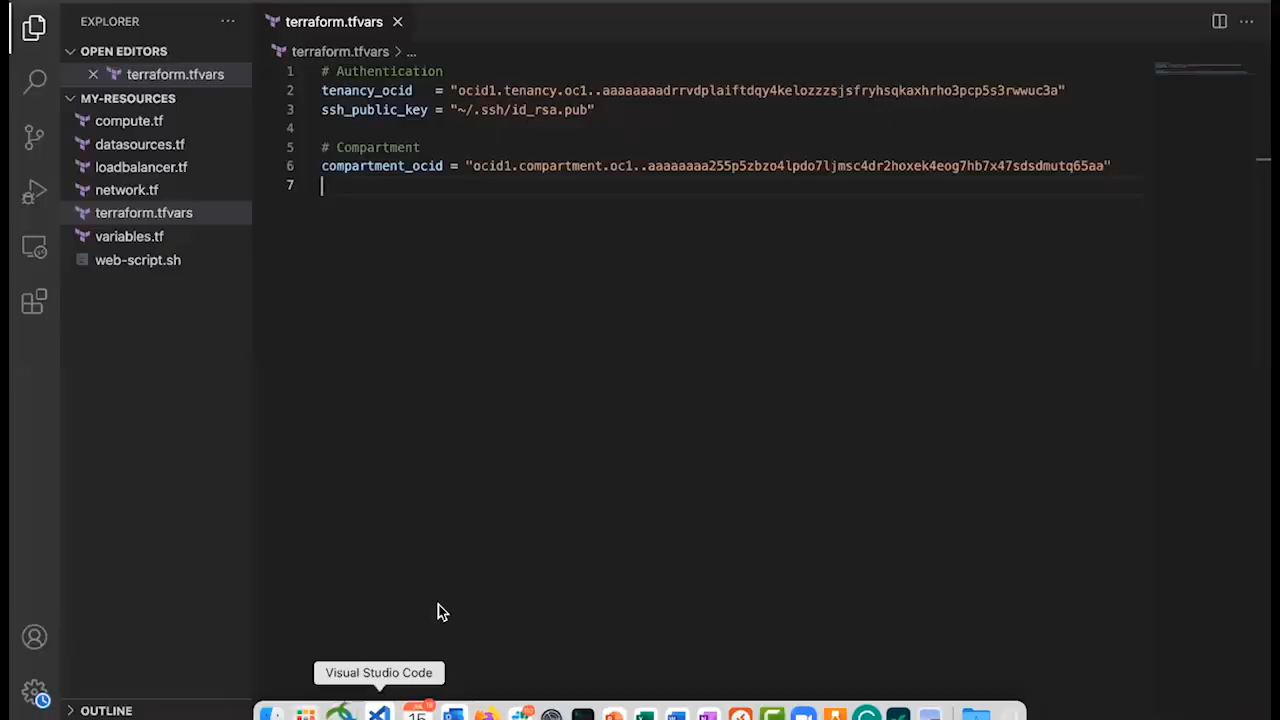 EXPLORER
terraform.tfvars
OPEN EDITORS
terraform.tfvars
terraform.tfvars > ...
MY-RESOURCES
compute.tf
datasources.tf
loadbalancer.tf
network.tf
terraform.tfvars
variables.tf
web-script.sh
1 # Authentication
2 tenancy_ocid = "ocid1.tenancy.oc1..aaaaaaaadrrvdplaiftdqy4kelozzzsjsfryhsqkaxhrho3pcp5s3rwwuc3a"
3 ssh_public_key = "~/.ssh/id_rsa.pub"
4
5 # Compartment
6 compartment_ocid = "ocid1.compartment.oc1..aaaaaaaa255p5zbzo4lpdo7ljmsc4dr2hoxek4eog7hb7x47sdsdmutq65aa"
7
Visual Studio Code
OUTLINE